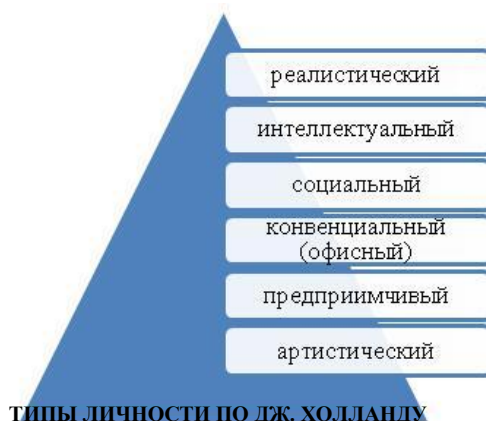 реалистический
интеллектуальный
социальный
конвенциальный
(офисный)
предприимчивый
артистический
ТИПЫ ЛИЧНОСТИ ПО ДЖ. ХОЛЛАНДУ